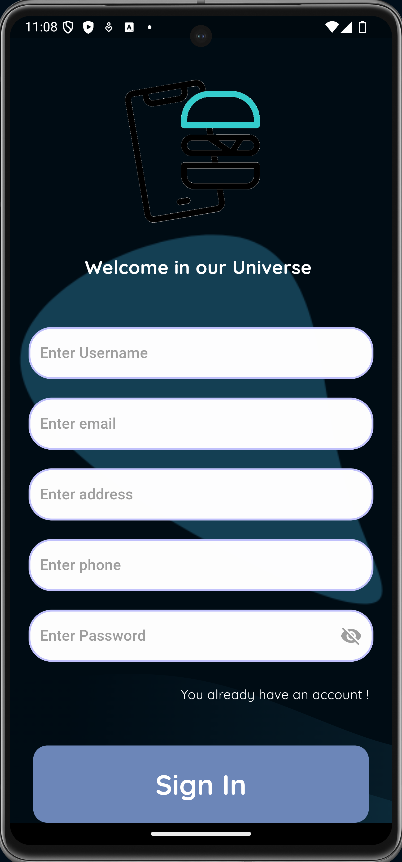 11:08
Welcome in our Universe
Enter Username
Enter email
Enter address
Enter phone
Enter Password
You already have an account !
Sign In